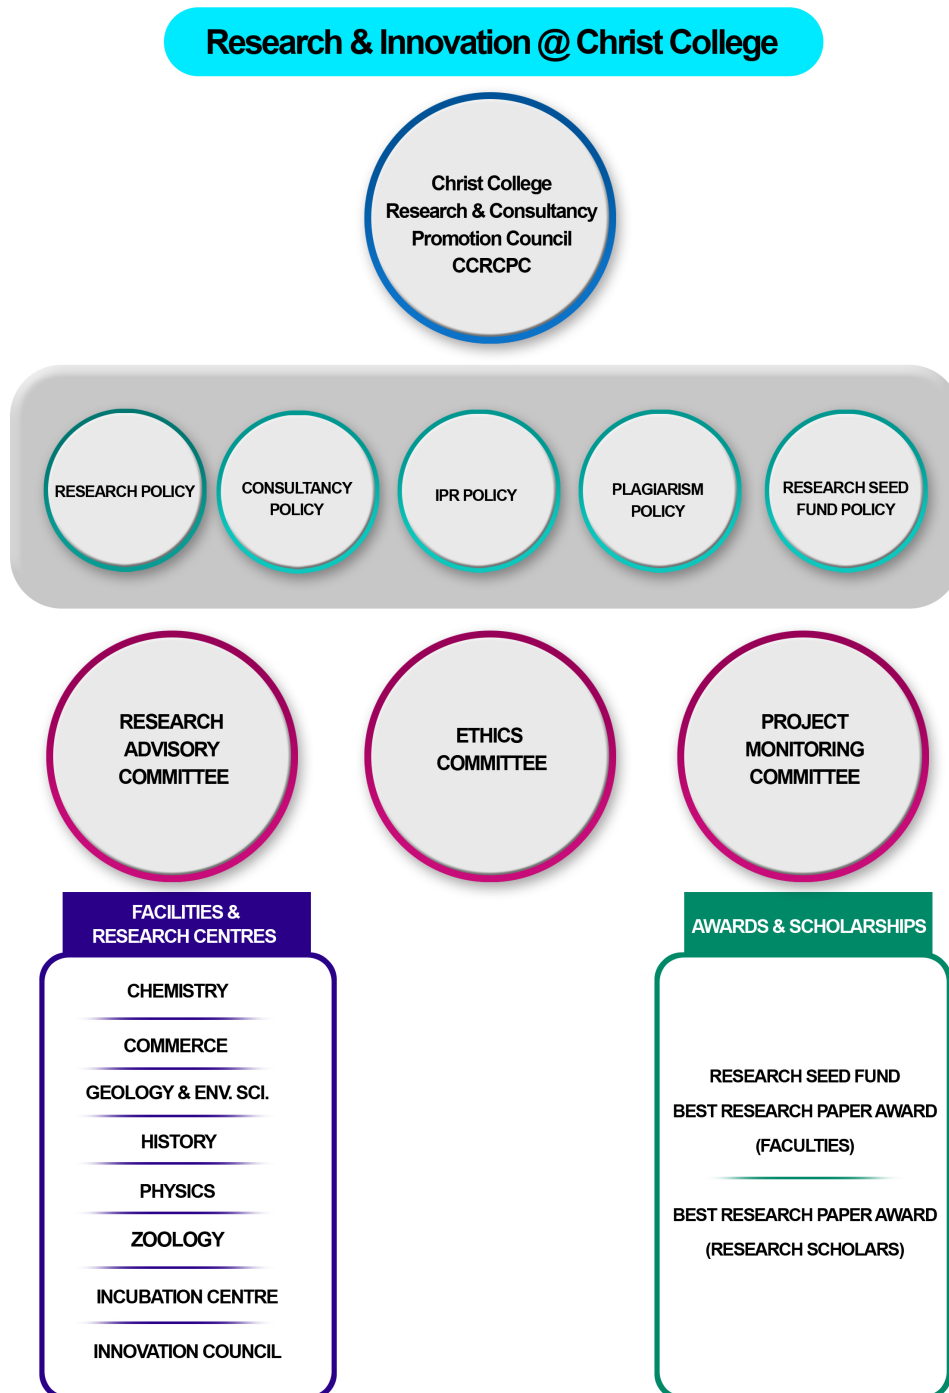 Research & Innovation @ Christ College
Christ College
Research & Consultancy
Promotion Council
CCRCPC
RESEARCH POLICY
CONSULTANCY
POLICY
IPR POLICY
PLAGIARISM
POLICY
RESEARCH SEED
FUND POLICY
RESEARCH
ADVISORY
COMMITTEE
ETHICS
COMMITTEE
PROJECT
MONITORING
COMMITTEE
FACILITIES &
RESEARCH CENTRES
CHEMISTRY
COMMERCE
GEOLOGY & ENV. SCI.
HISTORY
PHYSICS
ZOOLOGY
INCUBATION CENTRE
INNOVATION COUNCIL
AWARDS & SCHOLARSHIPS
RESEARCH SEED FUND
BEST RESEARCH PAPER AWARD
(FACULTIES)
BEST RESEARCH PAPER AWARD
(RESEARCH SCHOLARS)